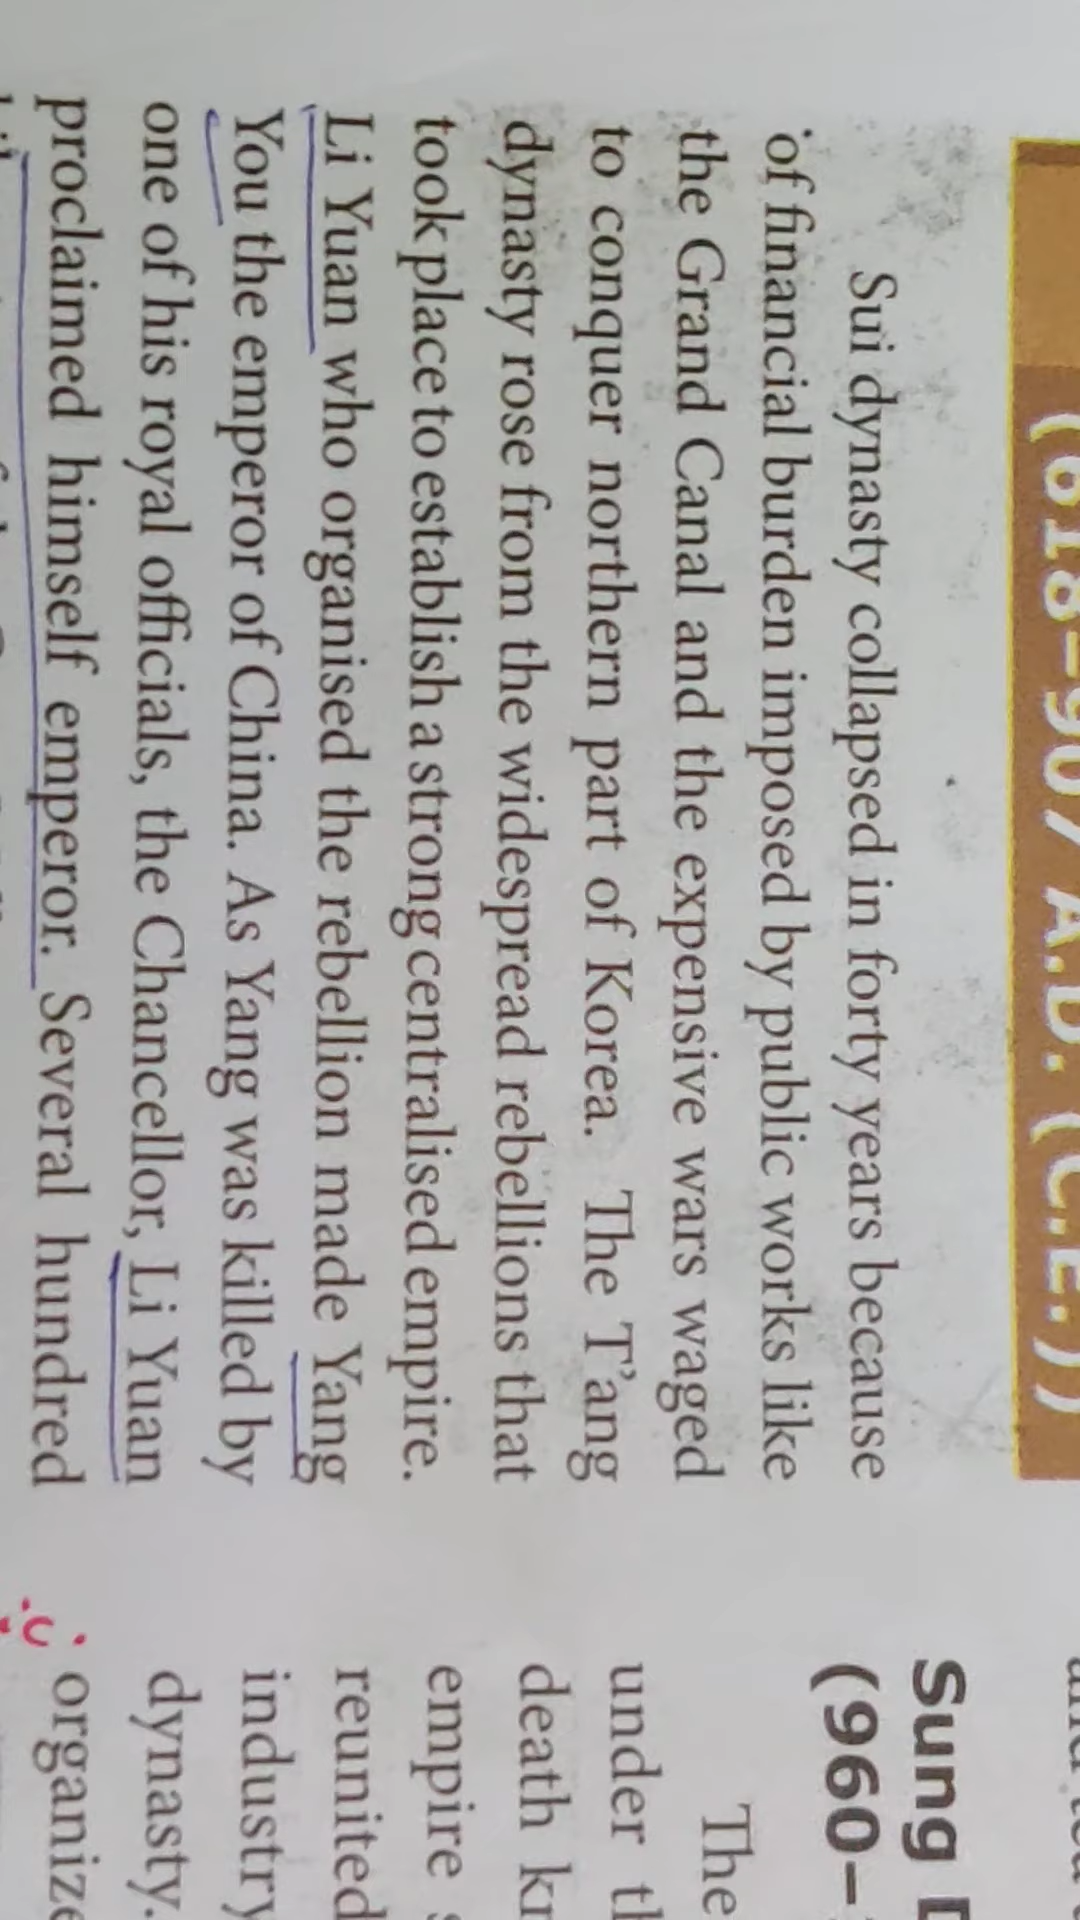 (618–907 A.D. (C.E.))
Sui dynasty collapsed in forty years because
of financial burden imposed by public works like
the Grand Canal and the expensive wars waged
to conquer northern part of Korea. The T’ang
dynasty rose from the widespread rebellions that
took place to establish a strong centralised empire.
Li Yuan who organised the rebellion made Yang
You the emperor of China. As Yang was killed by
one of his royal officials, the Chancellor, Li Yuan
proclaimed himself emperor. Several hundred
Sung
(960–
The
under
death
empire
reunited
industry
dynasty.